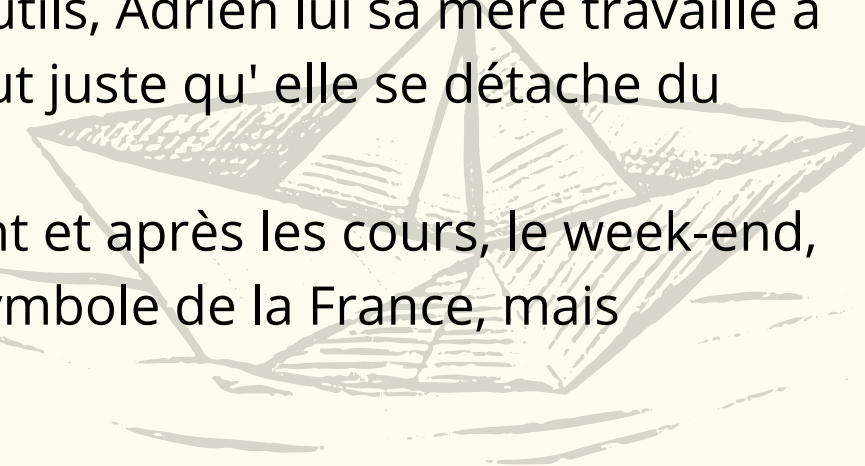 utils, Adrien lui sa mère travaille à
ut juste qu' elle se détache du
nt et après les cours, le week-end,
ymbole de la France, mais